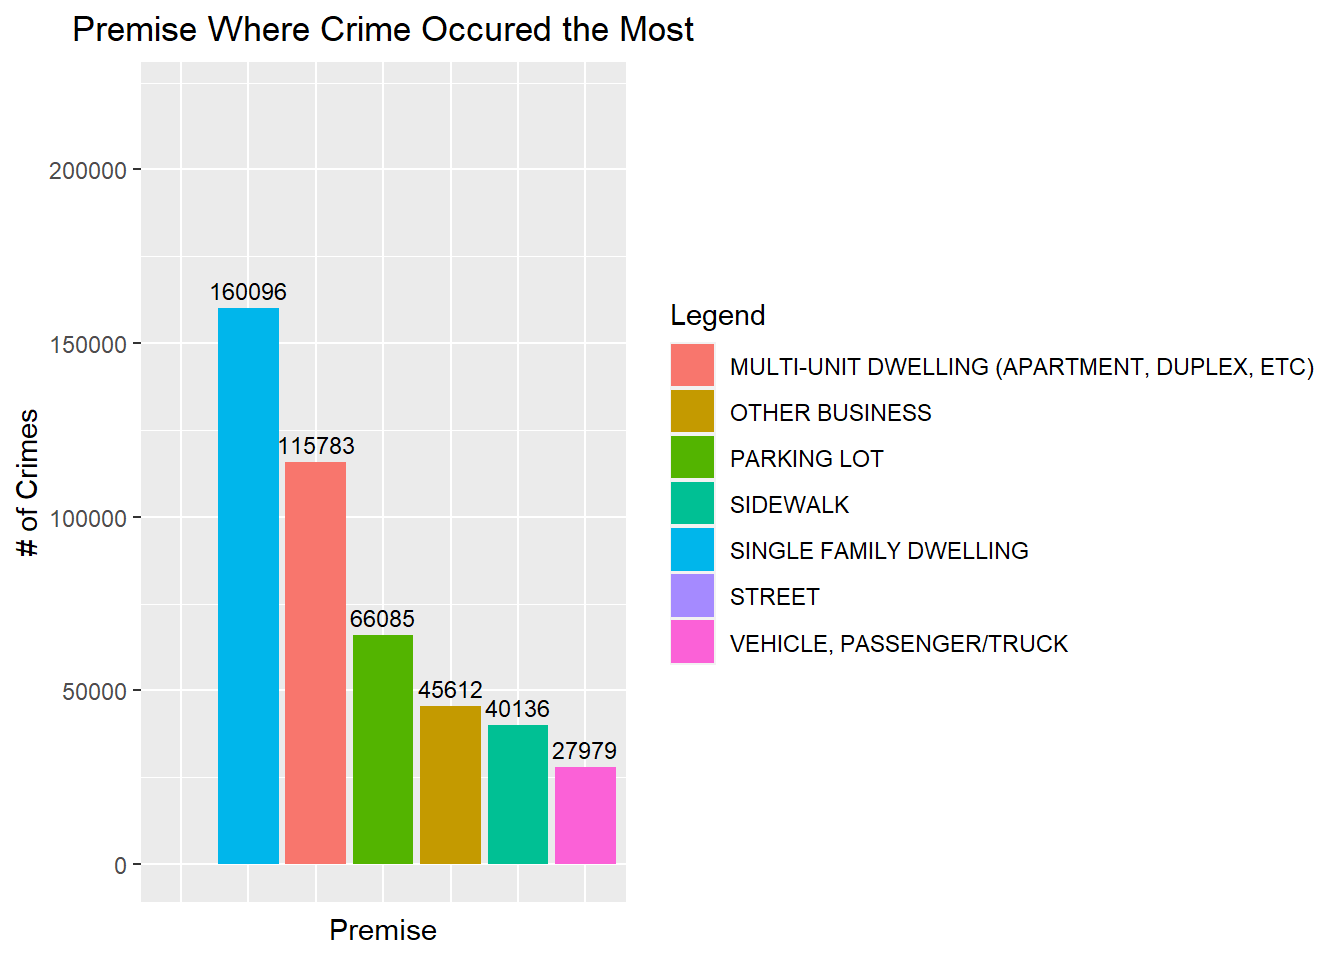 Premise Where Crime Occured the Most
# of Crimes
200000
150000
100000
50000
0
160096
115783
66085
45612
40136
27979
Premise
Legend
MULTI-UNIT DWELLING (APARTMENT, DUPLEX, ETC)
OTHER BUSINESS
PARKING LOT
SIDEWALK
SINGLE FAMILY DWELLING
STREET
VEHICLE, PASSENGER/TRUCK